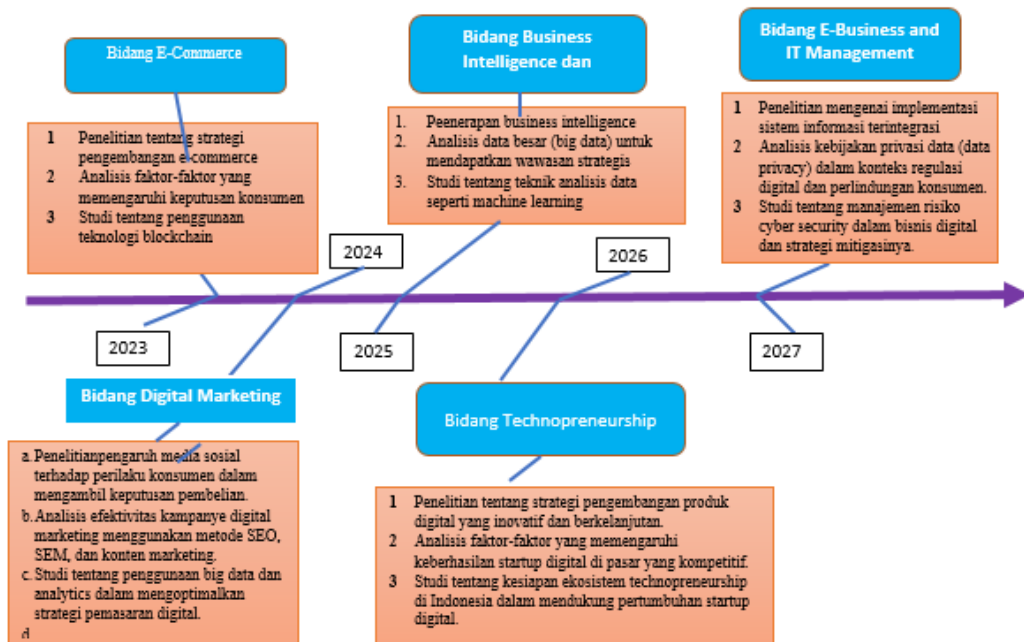 Bidang E-Commerce
1 Penelitian tentang strategi
pengembangan e-commerce
2 Analisis faktor-faktor yang
memengaruhi keputusan konsumen
3 Studi tentang penggunaan
teknologi blockchain
2023
2024
Bidang Digital Marketing
a. Penelitianpengaruh media sosial
terhadap perilaku konsumen dalam
mengambil keputusan pembelian.
b. Analisis efektivitas kampanye digital
marketing menggunakan metode SEO,
SEM, dan konten marketing.
c. Studi tentang penggunaan big data dan
analytics dalam mengoptimalkan
strategi pemasaran digital.
d
Bidang Business
Intelligence dan
1. Peenerapan business intelligence
2. Analisis data besar (big data) untuk
mendapatkan wawasan strategis
3. Studi tentang teknik analisis data
seperti machine learning
2025
2026
Bidang Technopreneurship
1 Penelitian tentang strategi pengembangan produk
digital yang inovatif dan berkelanjutan.
2 Analisis faktor-faktor yang memengaruhi
keberhasilan startup digital di pasar yang kompetitif.
3 Studi tentang kesiapan ekosistem technopreneurship
di Indonesia dalam mendukung pertumbuhan startup
digital.
Bidang E-Business and
IT Management
1 Penelitian mengenai implementasi
sistem informasi terintegrasi
2 Analisis kebijakan privasi data (data
privacy) dalam konteks regulasi
digital dan perlindungan konsumen.
3 Studi tentang manajemen risiko
cyber security dalam bisnis digital
dan strategi mitigasinya.
2027